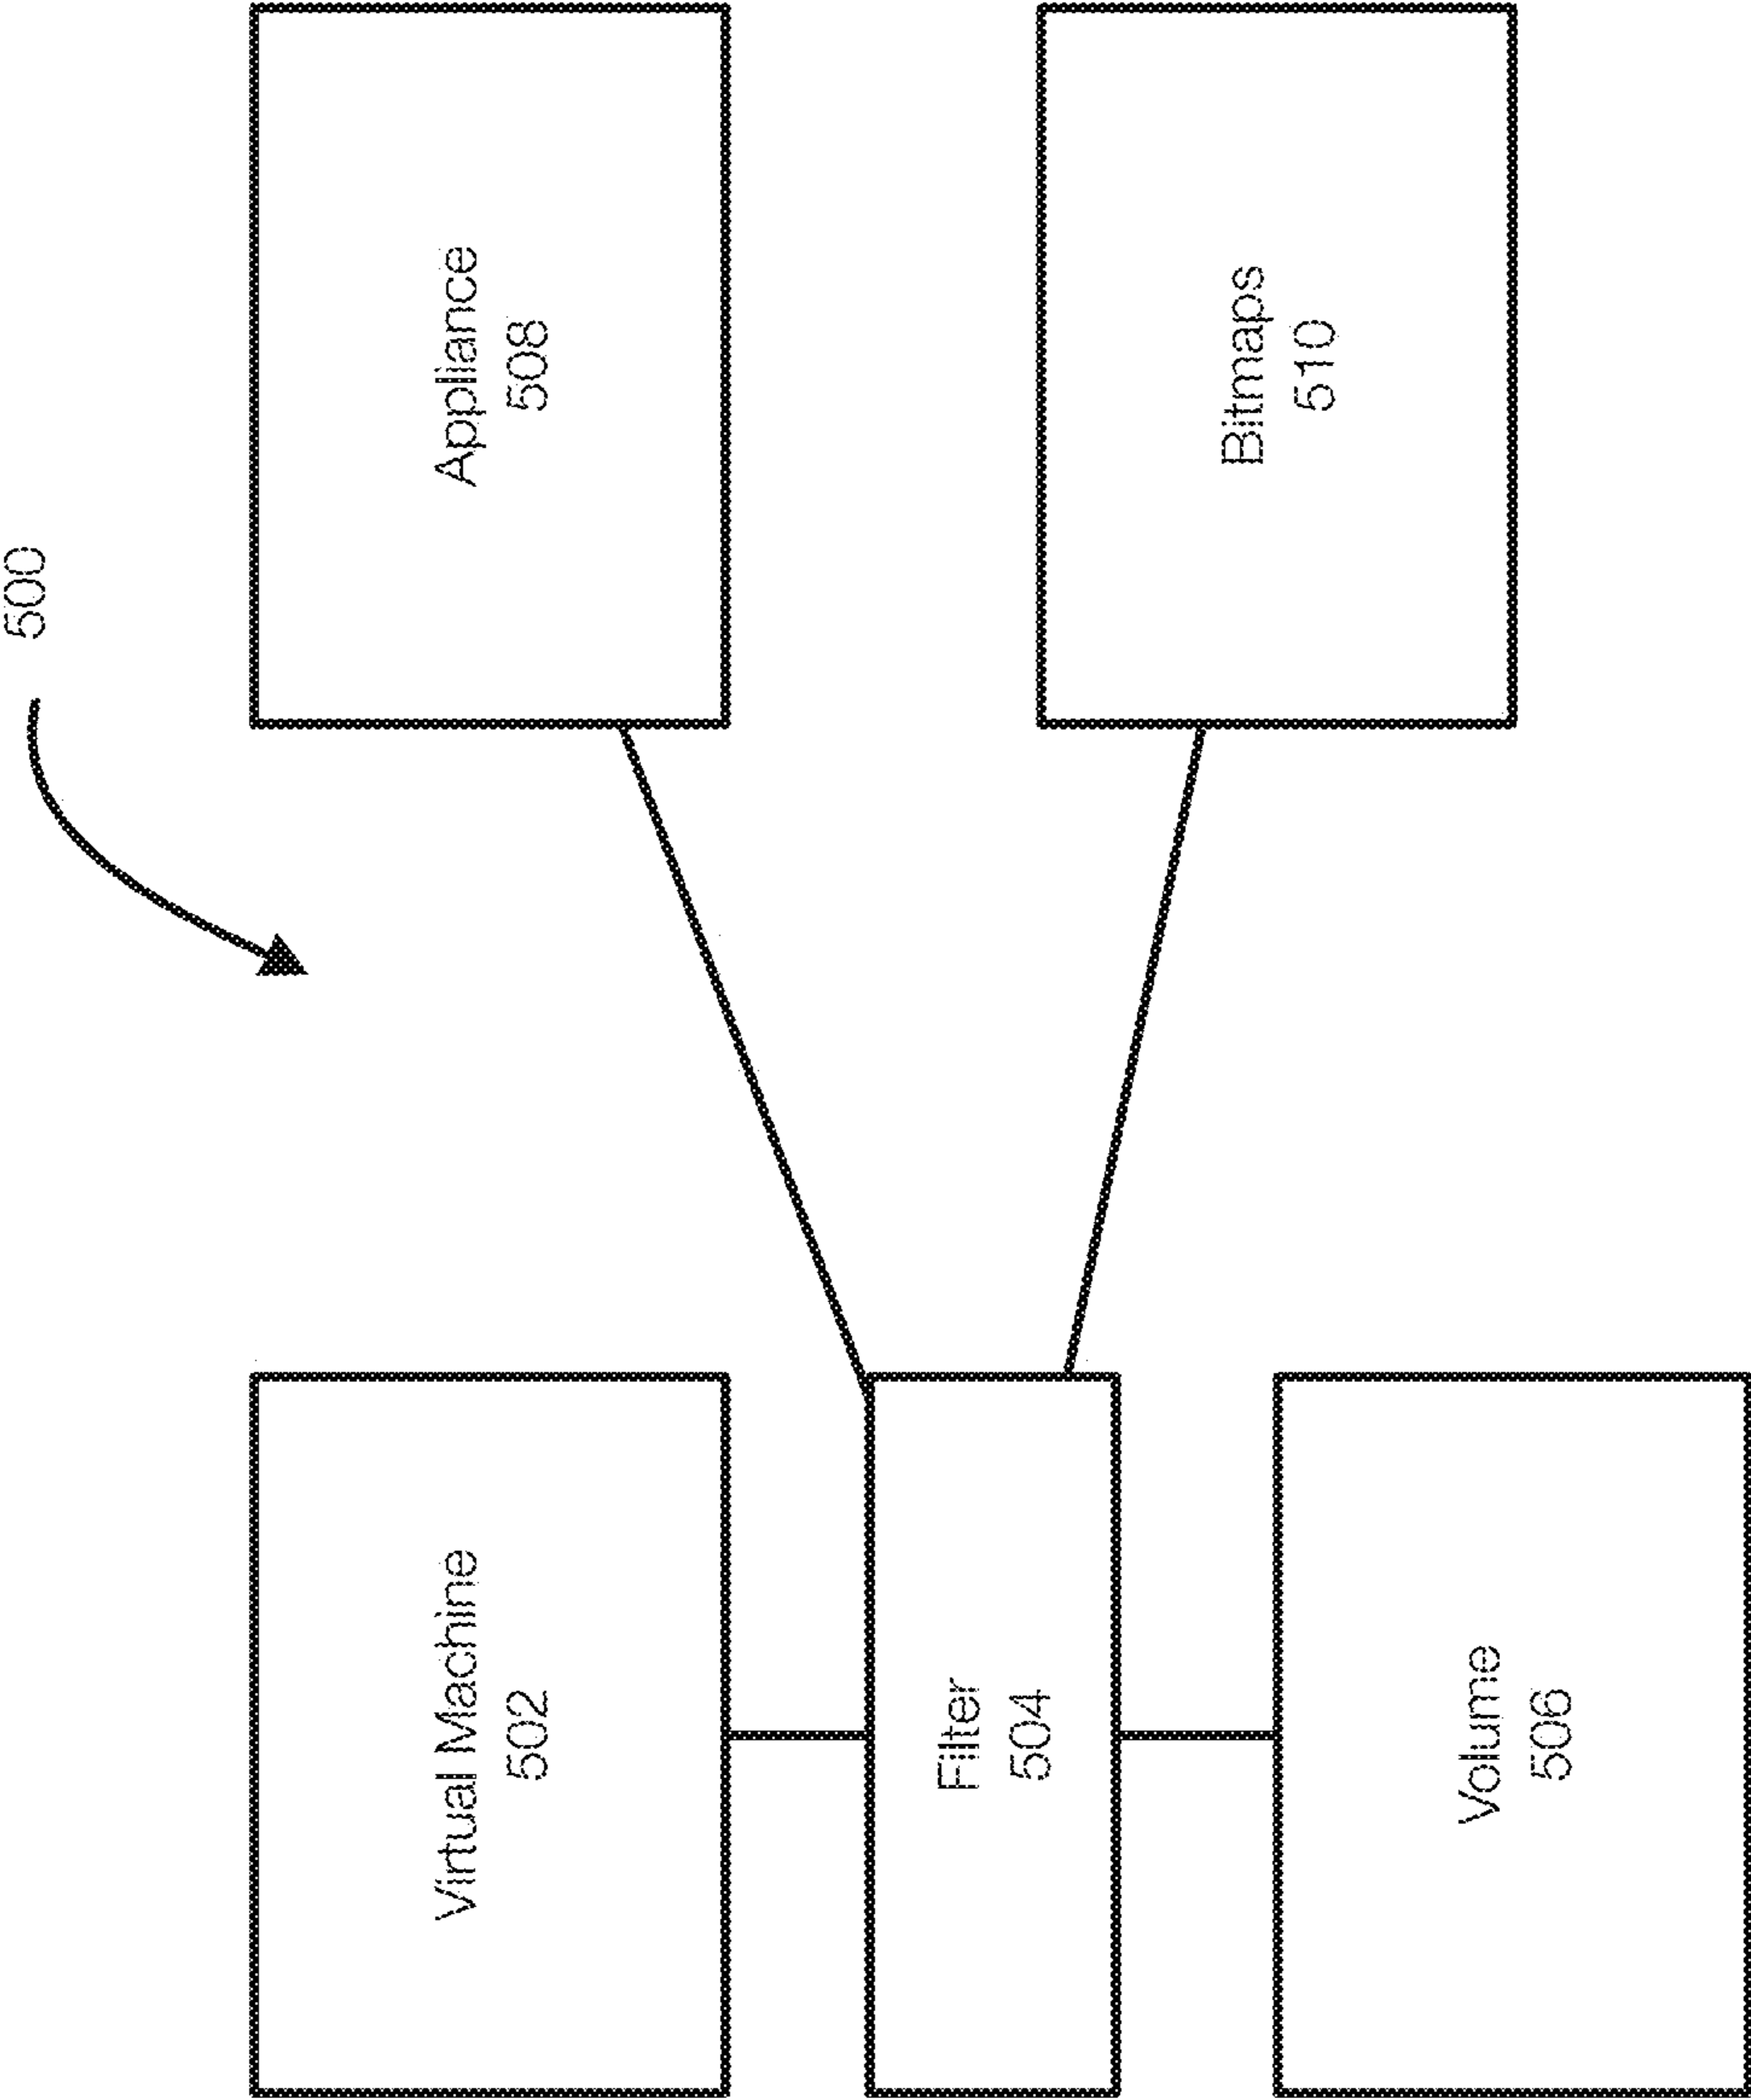 500
Virtual Machine
502
Appliance
508
Filter
504
Bitmaps
510
Volume
506